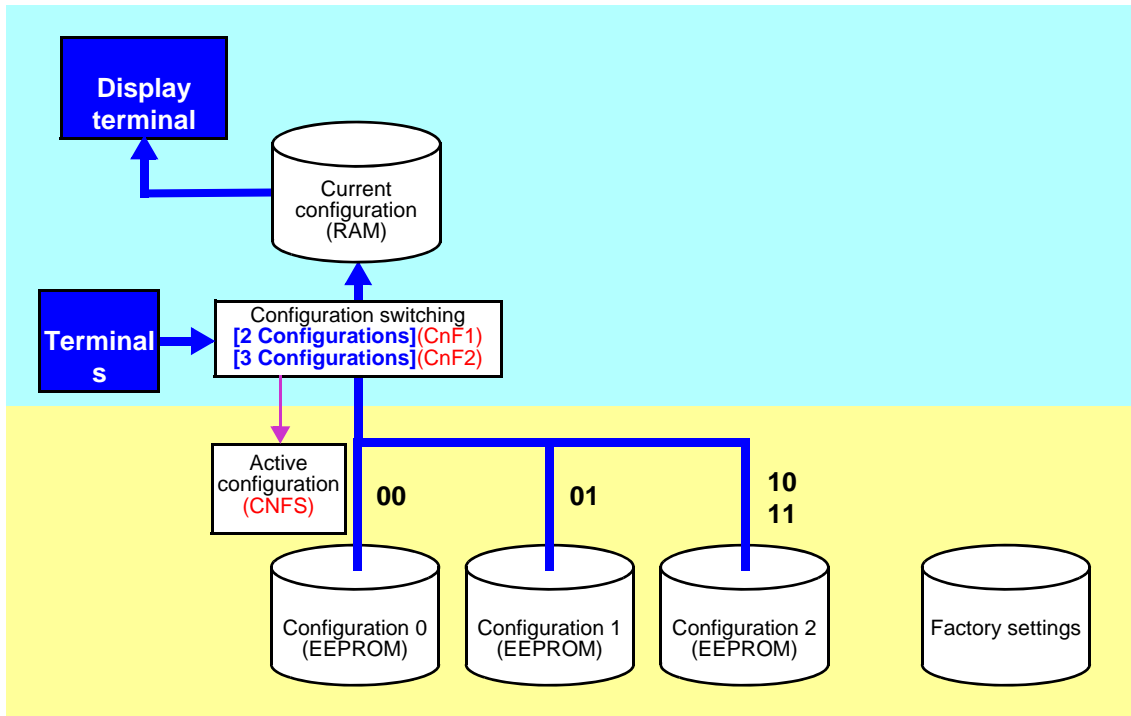 Display
terminal
Current
configuration
(RAM)
Configuration switching
[2 Configurations](CnF1)
[3 Configurations](CnF2)
Terminal
s
Active
configuration
(CNFS)
00
01
10
11
Configuration 0
(EEPROM)
Configuration 1
(EEPROM)
Configuration 2
(EEPROM)
Factory settings